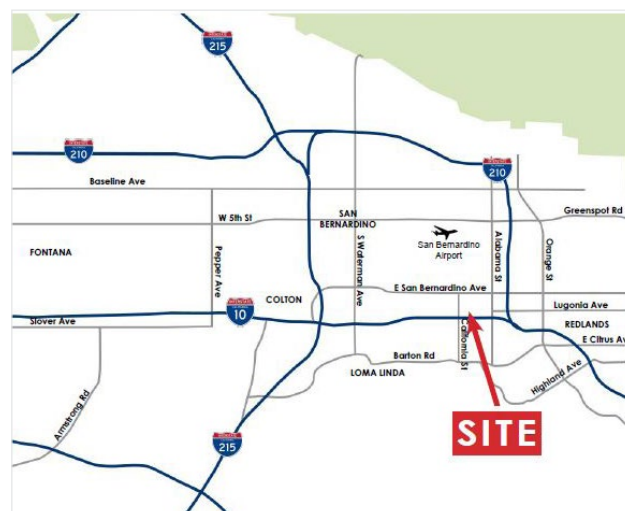 215
210
210
Baseline Ave
W 5th St
SAN
BERNARDINO
Greenspot Rd
S Waterman Ave
San Bernardino
Airport
Alabama St
Orange St
FONTANA
Pepper Ave
E San Bernardino Ave
COLTON
Lugonia Ave
10
Slover Ave
California St
REDLANDS
E Citrus Av
Barton Rd
LOMA LINDA
Highland Ave
Armstrong Rd
SITE
215